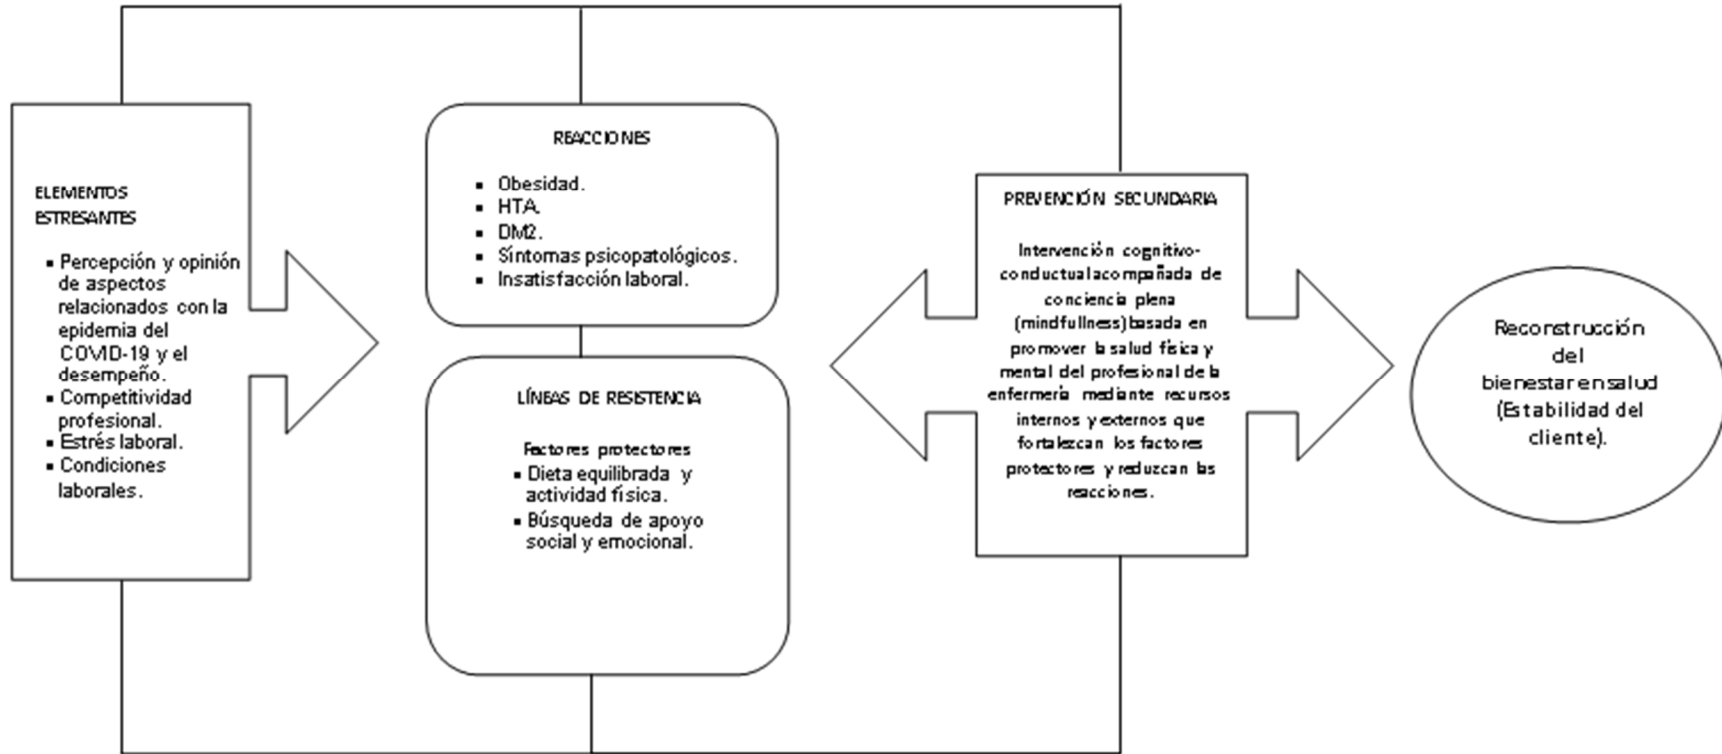 ELEMENTOS
ESTRESANTES
▪ Percepción y opinión
de aspectos
relacionados con la
epidemia del
COVID-19 y el
desempeño.
▪ Competitividad
profesional.
▪ Estrés laboral.
▪ Condiciones
laborales.
REACCIONES
▪ Obesidad.
▪ HTA.
▪ DM2.
▪ Síntomas psicopatológicos.
▪ Insatisfacción laboral.
LÍNEAS DE RESISTENCIA
Factores protectores
▪ Dieta equilibrada y
actividad física.
▪ Búsqueda de apoyo
social y emocional.
PREVENCIÓN SECUNDARIA
Intervención cognitivo-
conductual acompañada de
conciencia plena
(mindfullness) basada en
promover la salud física y
mental del profesional de la
enfermería mediante recursos
internos y externos que
fortalezcan los factores
protectores y reduzcan las
reacciones.
Reconstrucción
del
bienestar en salud
(Estabilidad del
cliente).